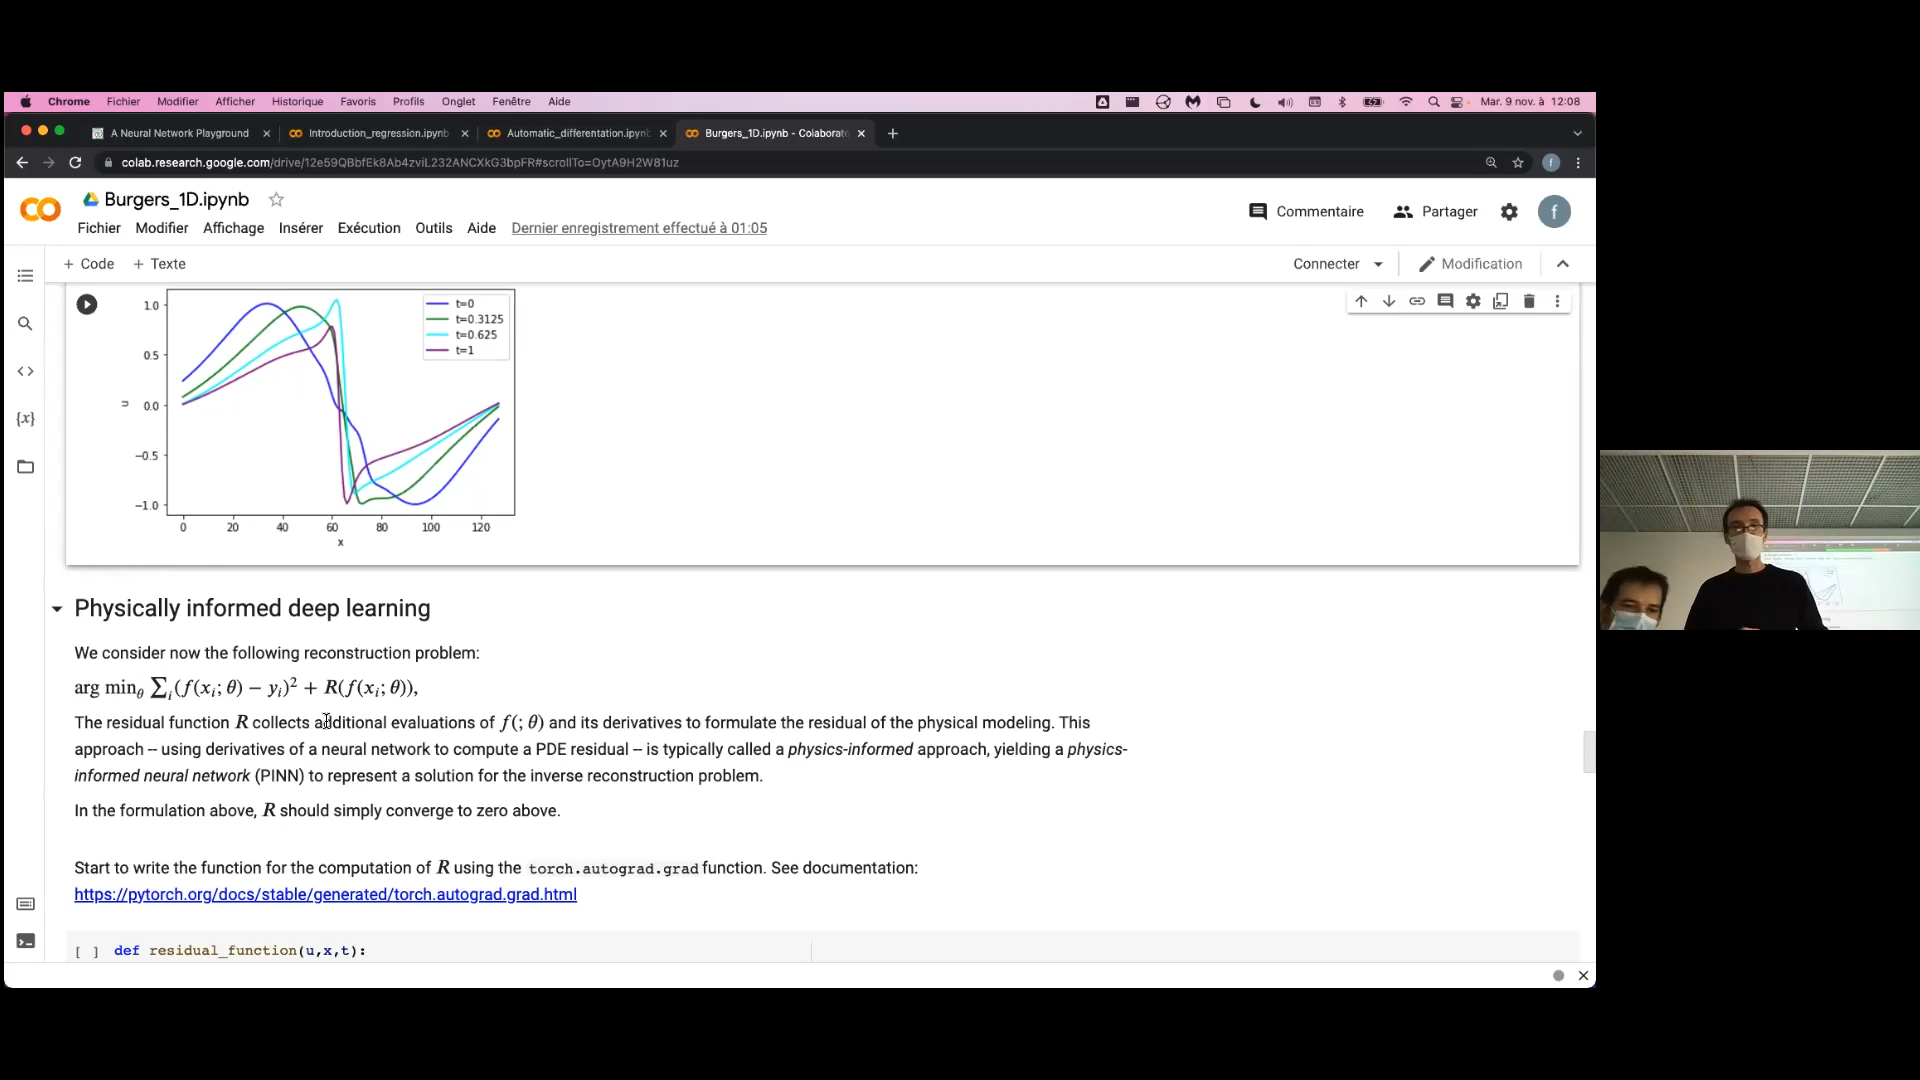 Chrome Fichier Modifier Afficher Historique Favoris Profils Onglet Fenêtre Aide Mar. 9 nov. à 12:08
A Neural Network Playground Introduction_regression.ipynb Automatic_differentation.ipynb Burgers_1D.ipynb - Colaborato
colab.research.google.com/drive/12e59QBbfEk8Ab4zviL232ANCXkG3bpFR#scrollTo=OytA9H2W81uz f
Burgers_1D.ipynb
Commentaire Partager f
Fichier Modifier Affichage Insérer Exécution Outils Aide Dernier enregistrement effectué à 01:05
+ Code + Texte Connecter Modification
1.0
0.5
0.0
−0.5
−1.0
u
t=0
t=0.3125
t=0.625
t=1
0 20 40 60 80 100 120
x
Physically informed deep learning
We consider now the following reconstruction problem:
arg min_θ ∑_i (f(x_i; θ) − y_i)² + R(f(x_i; θ)),
The residual function R collects additional evaluations of f(; θ) and its derivatives to formulate the residual of the physical modeling. This
approach -- using derivatives of a neural network to compute a PDE residual -- is typically called a physics-informed approach, yielding a physics-
informed neural network (PINN) to represent a solution for the inverse reconstruction problem.
In the formulation above, R should simply converge to zero above.
Start to write the function for the computation of R using the torch.autograd.grad function. See documentation:
https://pytorch.org/docs/stable/generated/torch.autograd.grad.html
[ ] def residual_function(u,x,t):